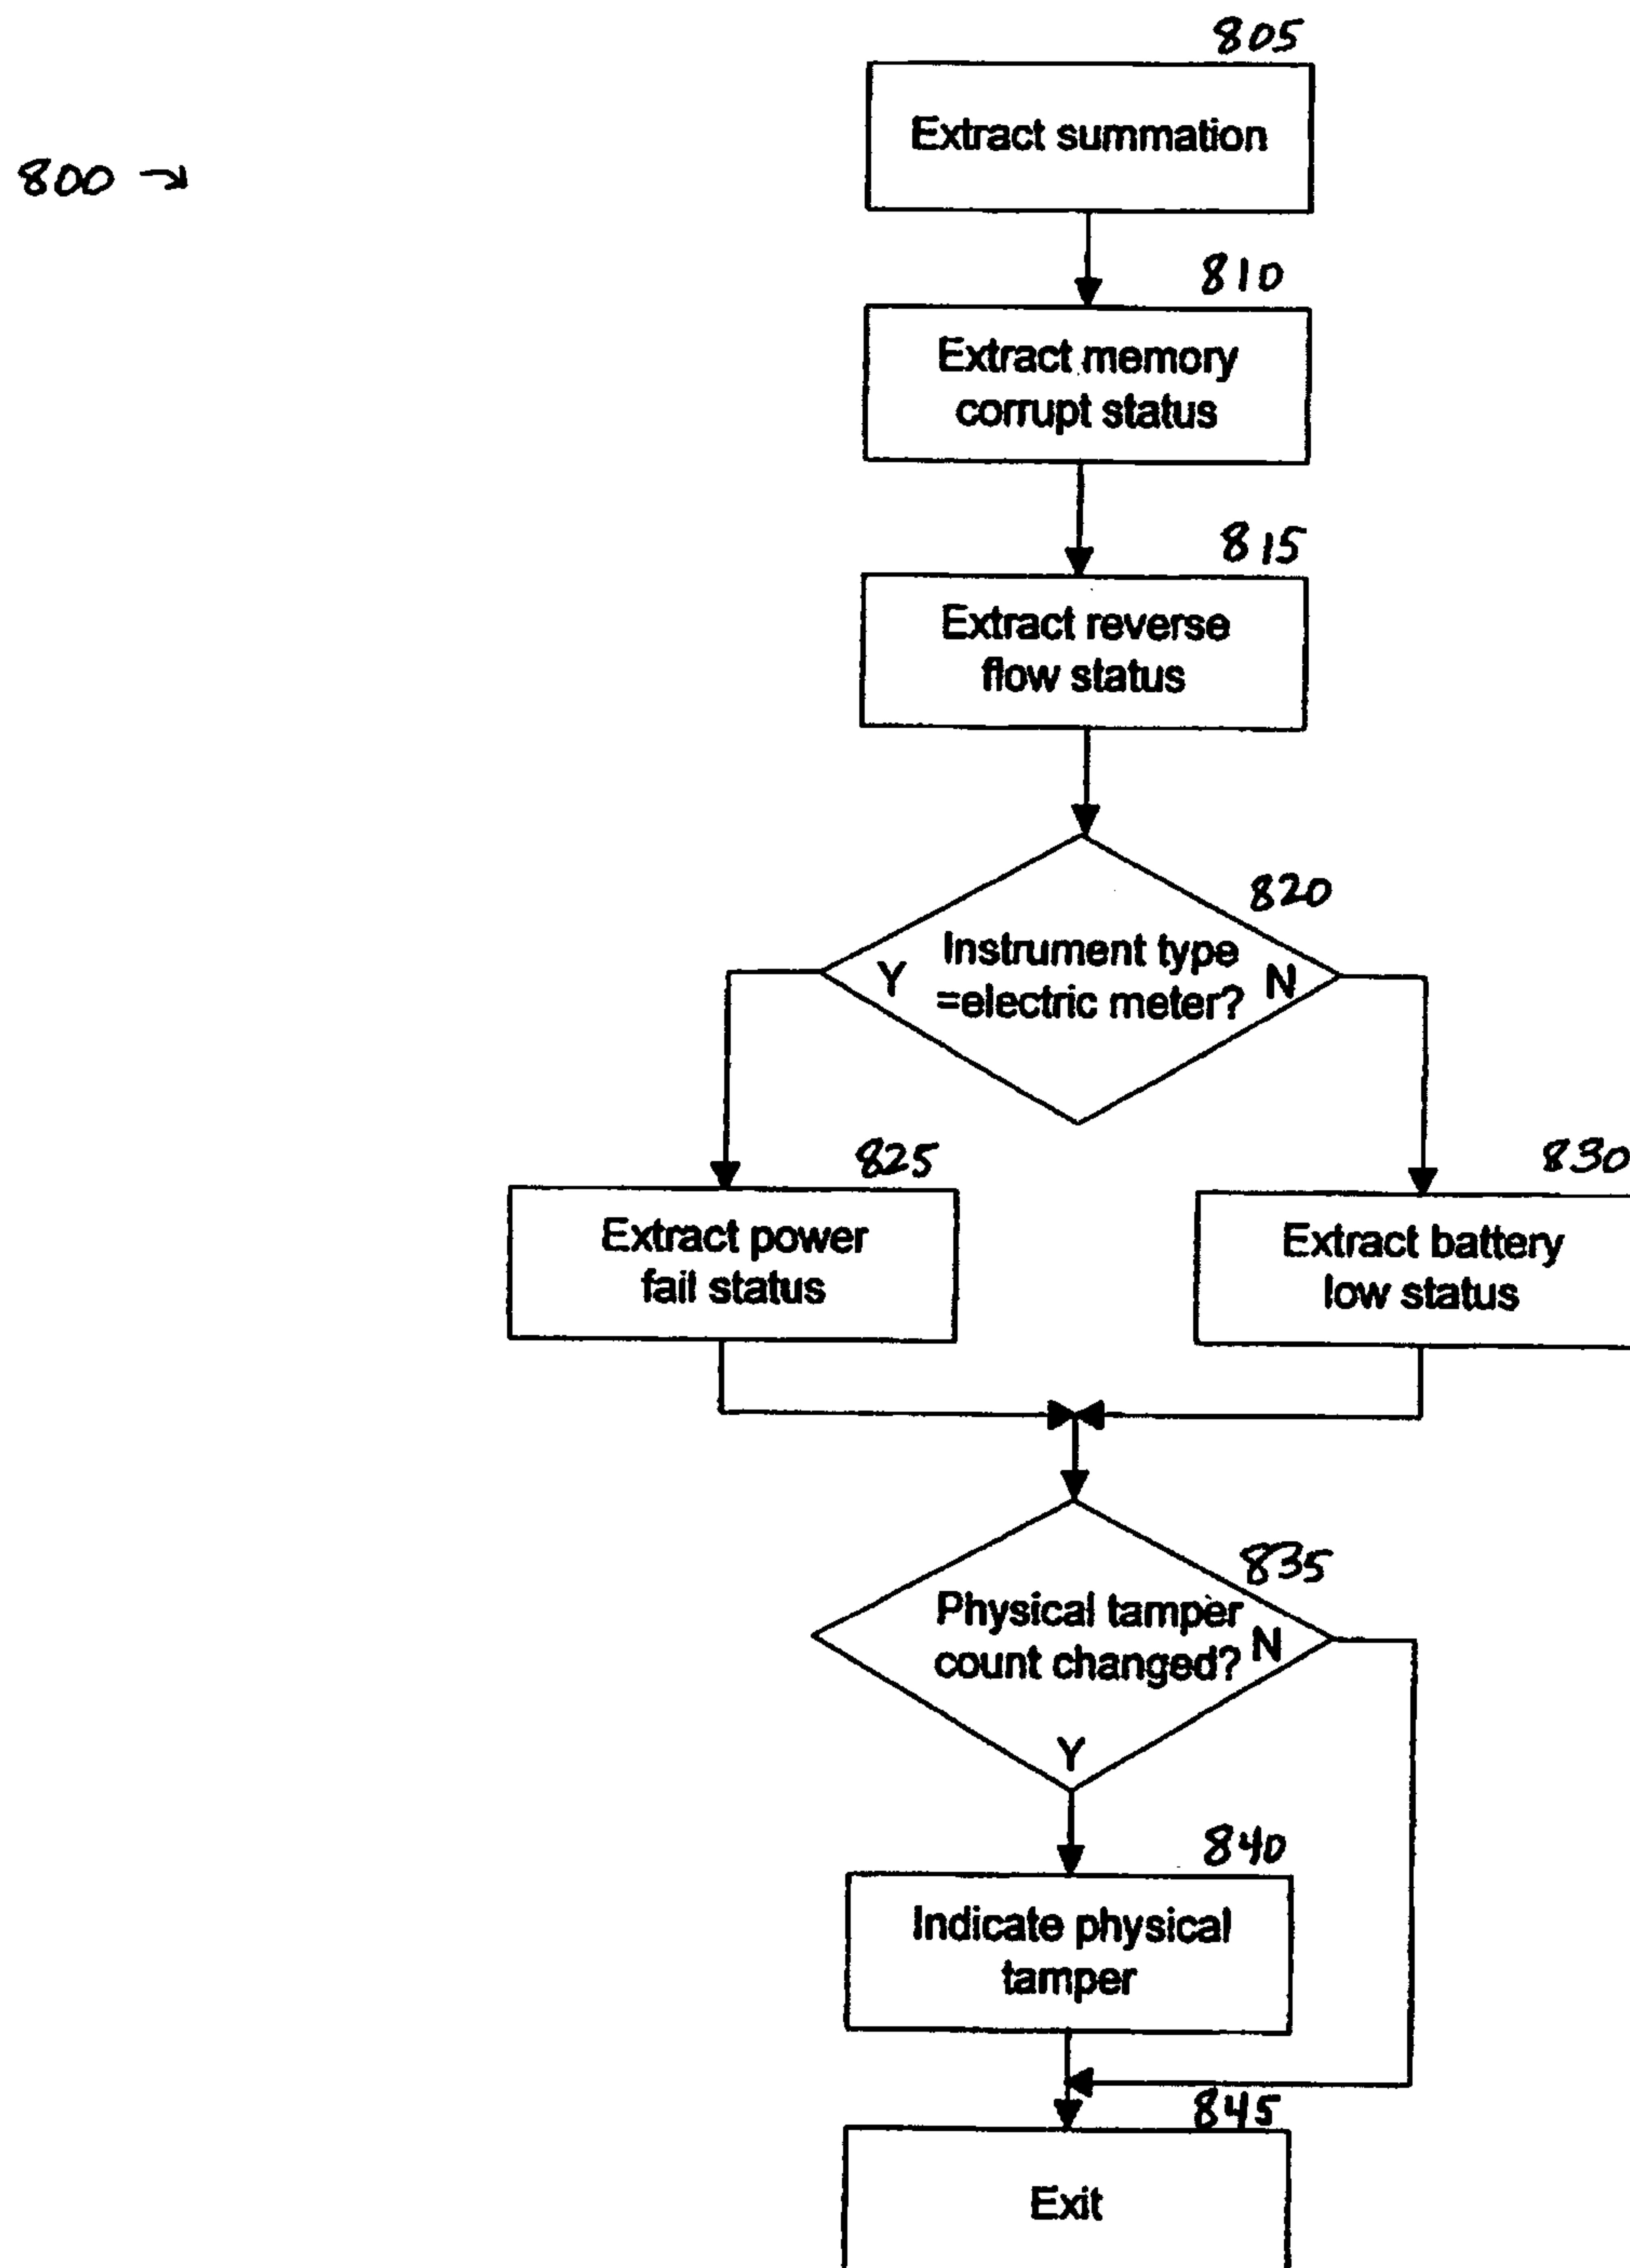 805
Extract summation
800
810
Extract memory
corrupt status
815
Extract reverse
flow status
820
Instrument type
Y
=electric meter?
N
825
830
Extract power
fail status
Extract battery
low status
835
Physical tamper
count changed?
N
Y
840
Indicate physical
tamper
845
Exit